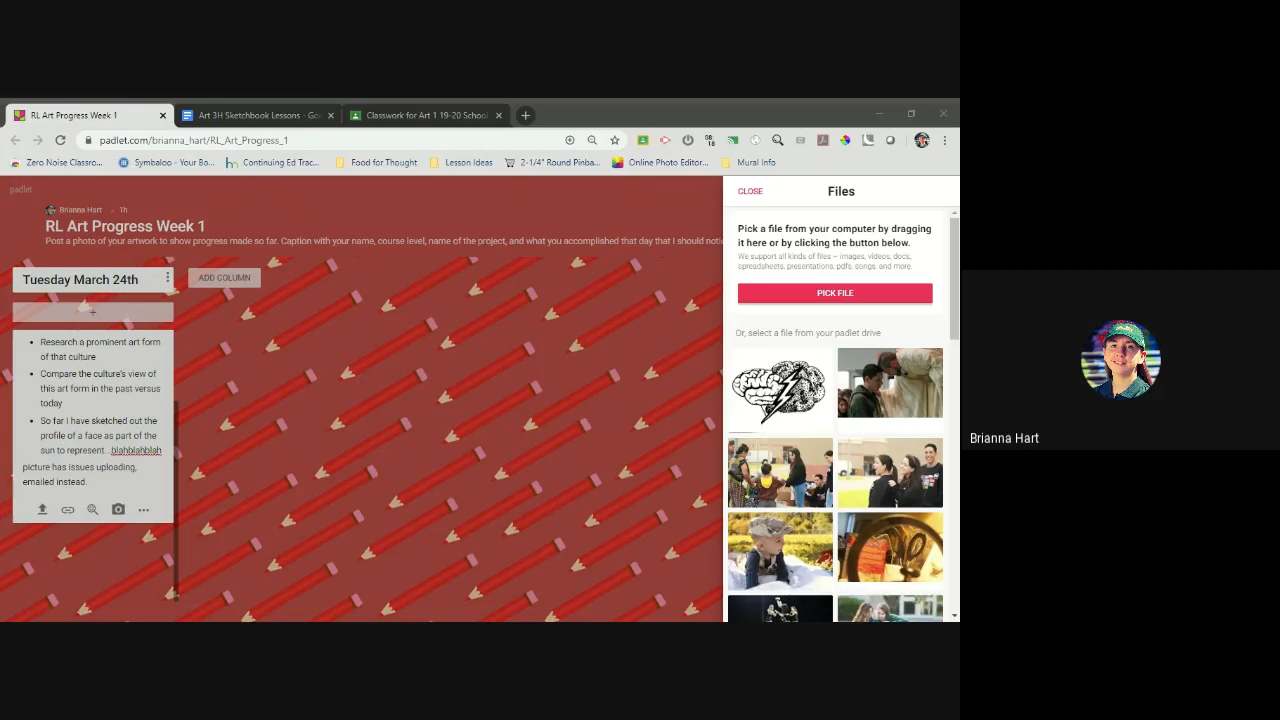 RL Art Progress Week 1
Art 3H Sketchbook Lessons - Go
Classwork for Art 1 19-20 School
padlet.com/brianna_hart/RL_Art_Progress_1
08:
18
Zero Noise Classro...
Symbaloo - Your Bo...
Continuing Ed Trac...
Food for Thought
Lesson Ideas
2-1/4" Round Pinba...
Online Photo Editor...
Mural Info
padlet
Brianna Hart
1h
RL Art Progress Week 1
Post a photo of your artwork to show progress made so far. Caption with your name, course level, name of the project, and what you accomplished that day that I should noti
Tuesday March 24th
ADD COLUMN
Research a prominent art form
of that culture
Compare the culture's view of
this art form in the past versus
today
So far I have sketched out the
profile of a face as part of the
sun to represent...blahblahblah
picture has issues uploading,
emailed instead.
CLOSE
Files
Pick a file from your computer by dragging
it here or by clicking the button below.
We support all kinds of files – images, videos, docs,
spreadsheets, presentations, pdfs, songs, and more.
PICK FILE
Or, select a file from your padlet drive
Brianna Hart